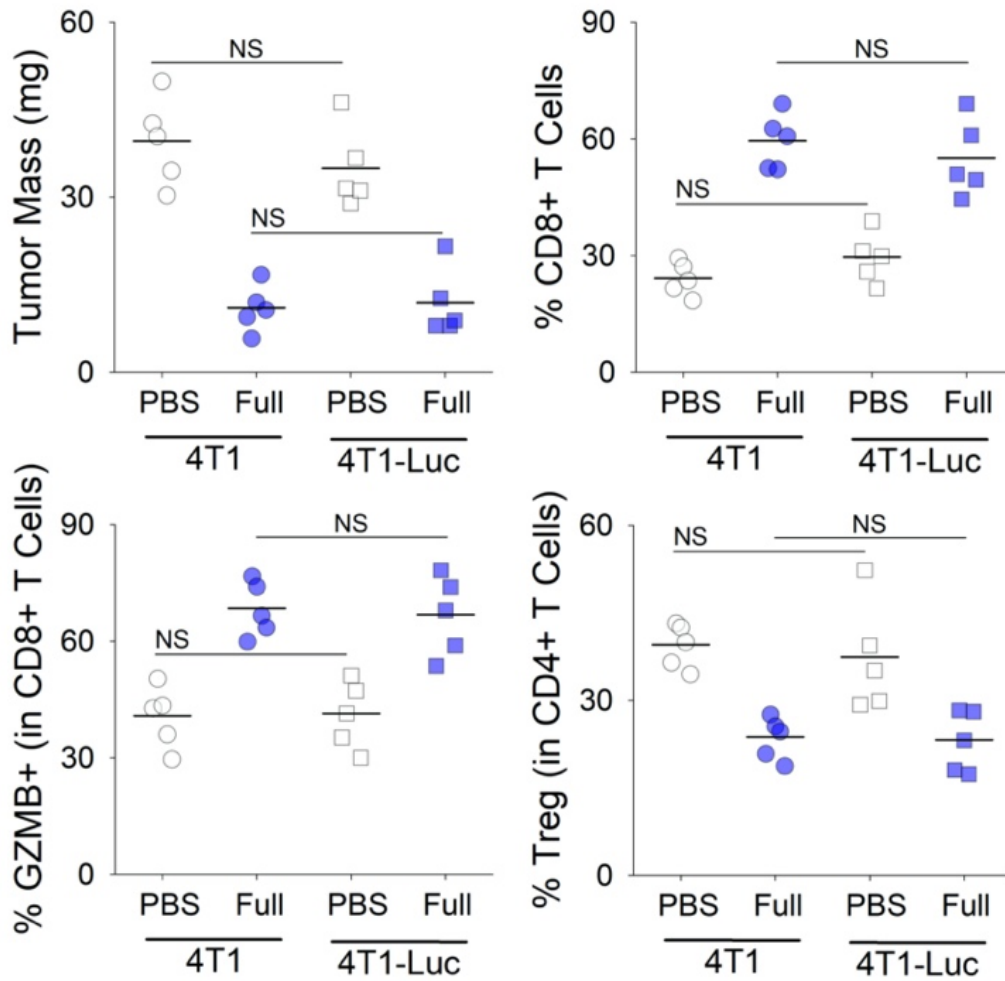 Tumor Mass (mg)
60
30
0
NS
NS
PBS Full PBS Full
4T1 4T1-Luc
% CD8+ T Cells
90
60
30
0
NS
NS
PBS Full PBS Full
4T1 4T1-Luc
% GZMB+ (in CD8+ T Cells)
90
60
30
0
NS
NS
PBS Full PBS Full
4T1 4T1-Luc
% Treg (in CD4+ T Cells)
60
30
0
NS
NS
PBS Full PBS Full
4T1 4T1-Luc